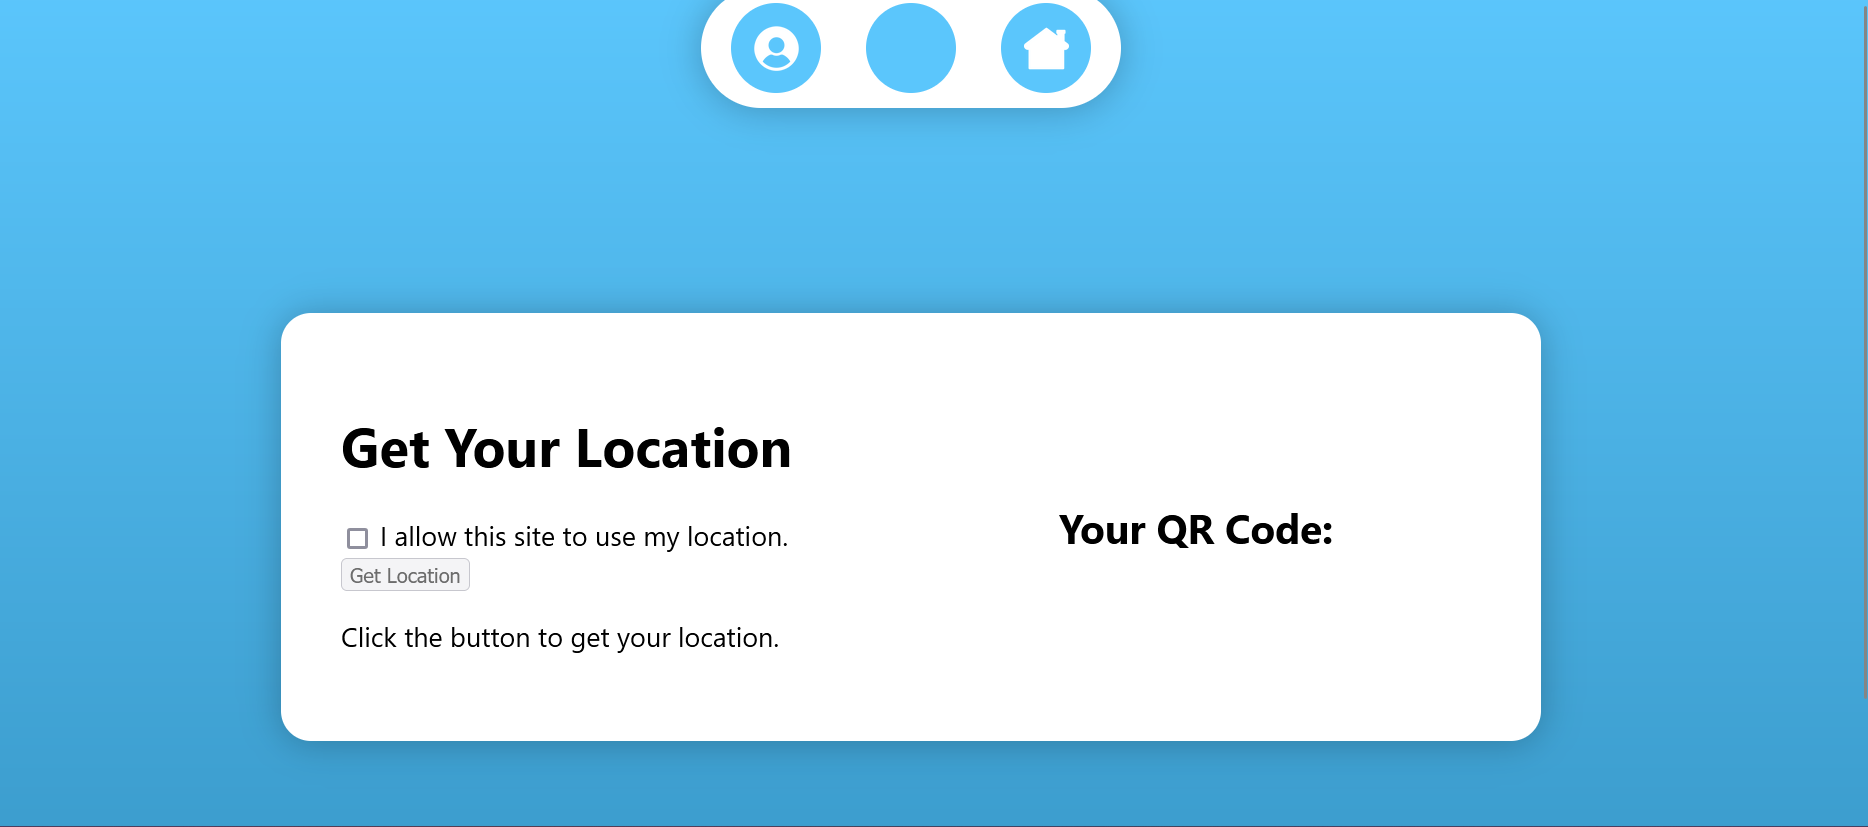 Get Your Location
I allow this site to use my location.
Get Location
Click the button to get your location.
Your QR Code: